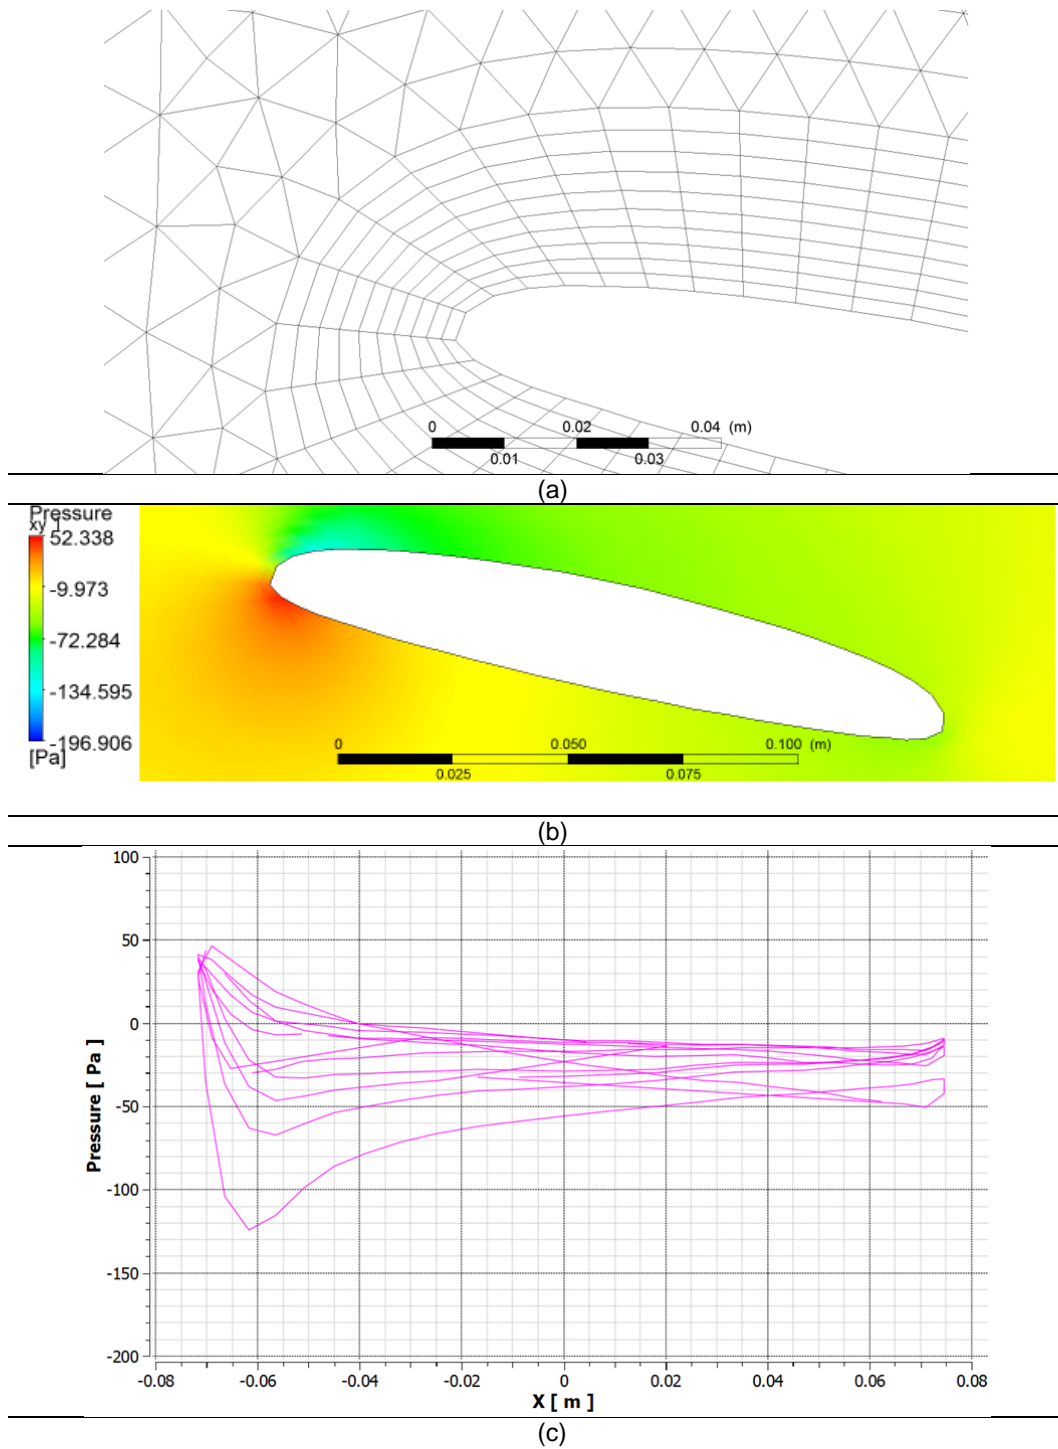 0 0.02 0.04 (m)
0.01 0.03
(a)
Pressure
xy ]
52.338
-9.973
-72.284
-134.595
-196.906
[Pa]
0 0.050 0.100 (m)
0.025 0.075
(b)
100
50
0
-50
-100
-150
-200
Pressure [ Pa ]
-0.08 -0.06 -0.04 -0.02 0 0.02 0.04 0.06 0.08
X [ m ]
(c)